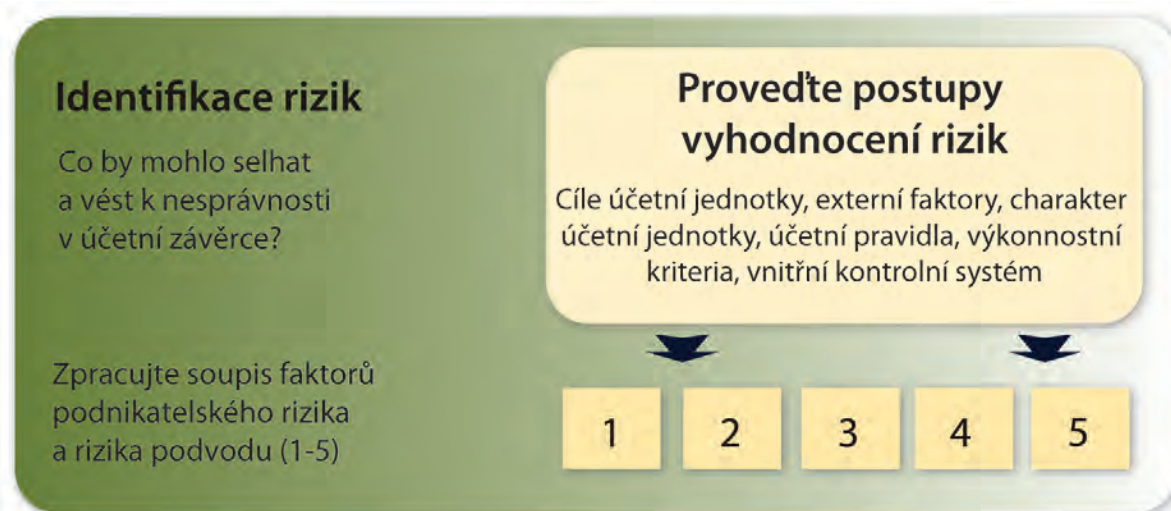 Identifikace rizik
Co by mohlo selhat
a vést k nesprávnosti
v účetní závěrce?
Zpracujte soupis faktorů
podnikatelského rizika
a rizika podvodu (1-5)
Proveďte postupy
vyhodnocení rizik
Cíle účetní jednotky, externí faktory, charakter
účetní jednotky, účetní pravidla, výkonnostní
kriteria, vnitřní kontrolní systém
1 2 3 4 5